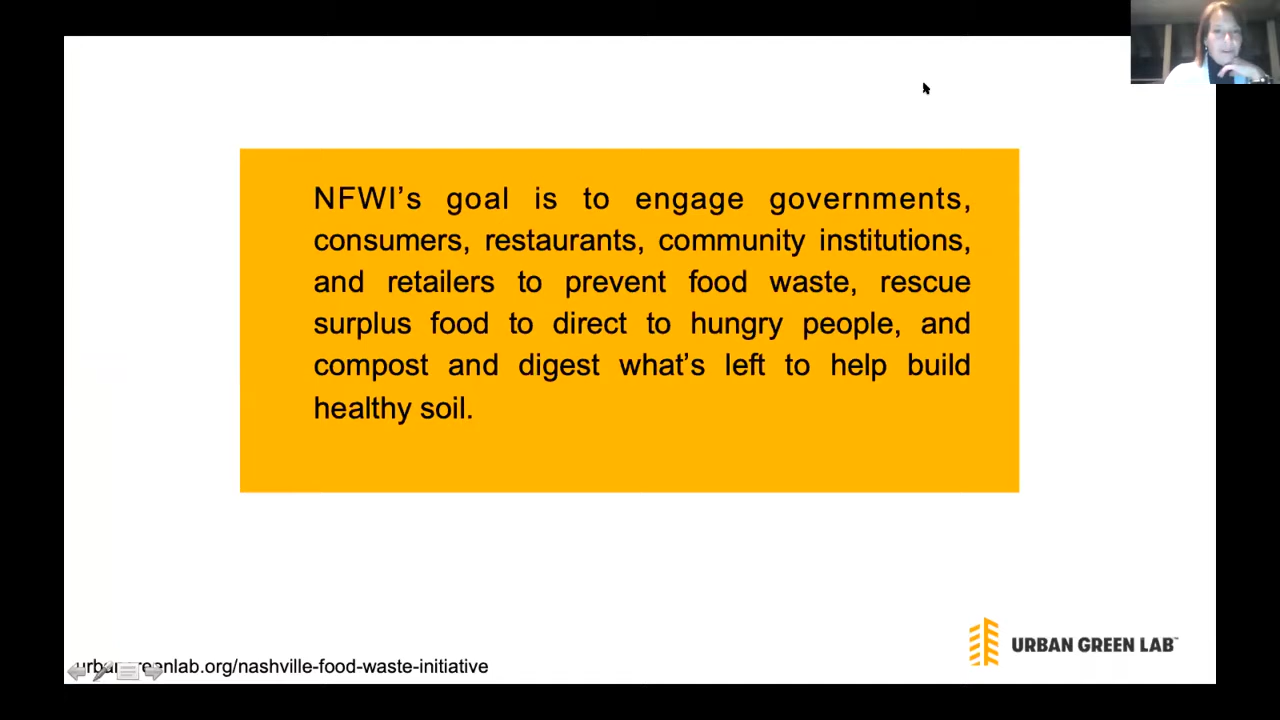 NFWI’s goal is to engage governments,
consumers, restaurants, community institutions,
and retailers to prevent food waste, rescue
surplus food to direct to hungry people, and
compost and digest what’s left to help build
healthy soil.
URBAN GREEN LAB™
urbangreenlab.org/nashville-food-waste-initiative